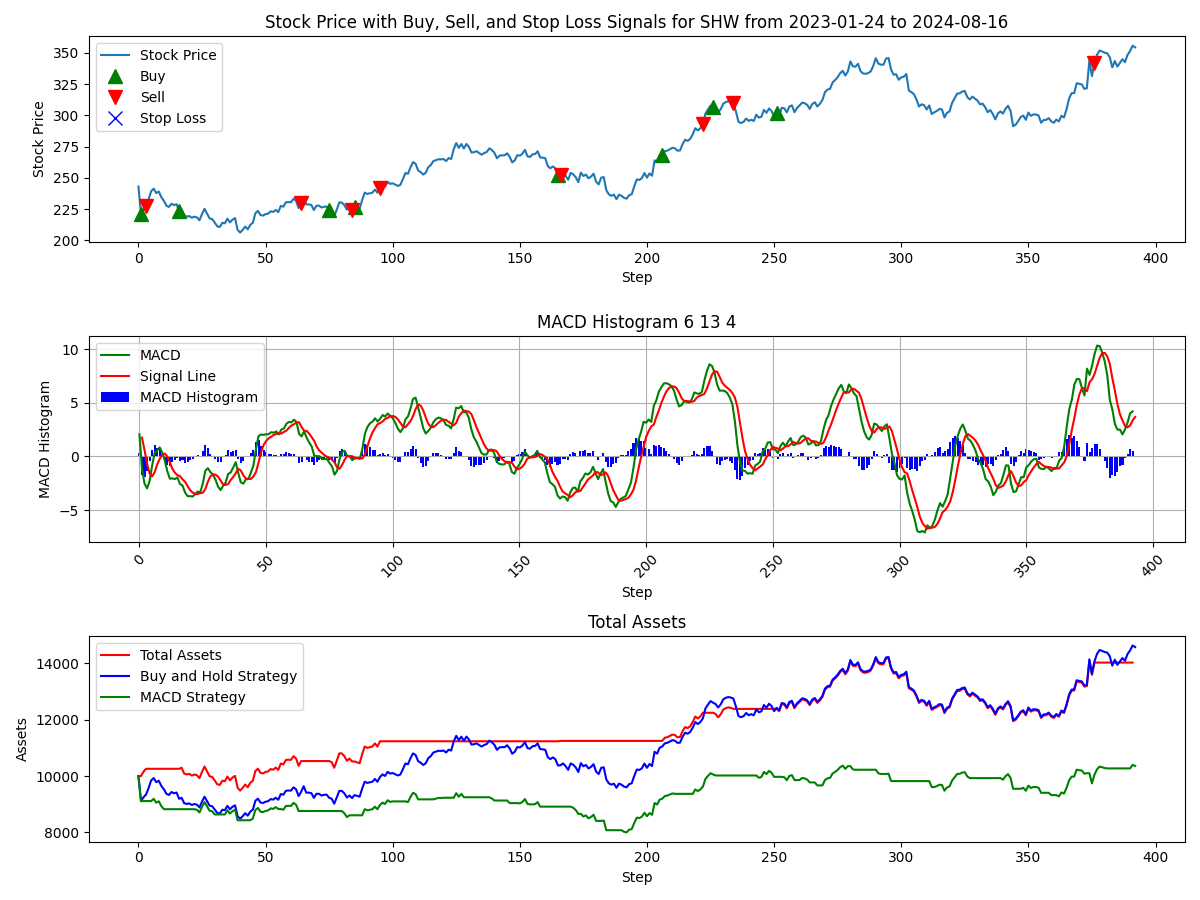 Stock Price with Buy, Sell, and Stop Loss Signals for SHW from 2023-01-24 to 2024-08-16
Stock Price
350
325
300
275
250
225
200
Stock Price
Buy
Sell
Stop Loss
0 50 100 150 200 250 300 350 400
Step
MACD Histogram 6 13 4
MACD Histogram
10
5
0
−5
MACD
Signal Line
MACD Histogram
0 50 100 150 200 250 300 350 400
Step
Total Assets
Assets
14000
12000
10000
8000
Total Assets
Buy and Hold Strategy
MACD Strategy
0 50 100 150 200 250 300 350 400
Step